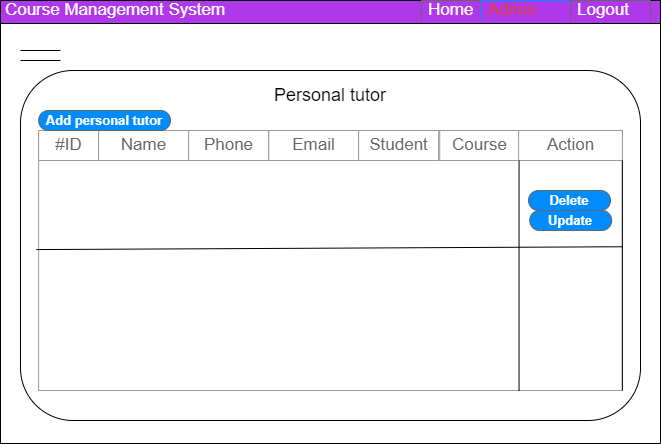 Course Management System Home Admin Logout
Personal tutor
Add personal tutor
#ID Name Phone Email Student Course Action
Delete
Update